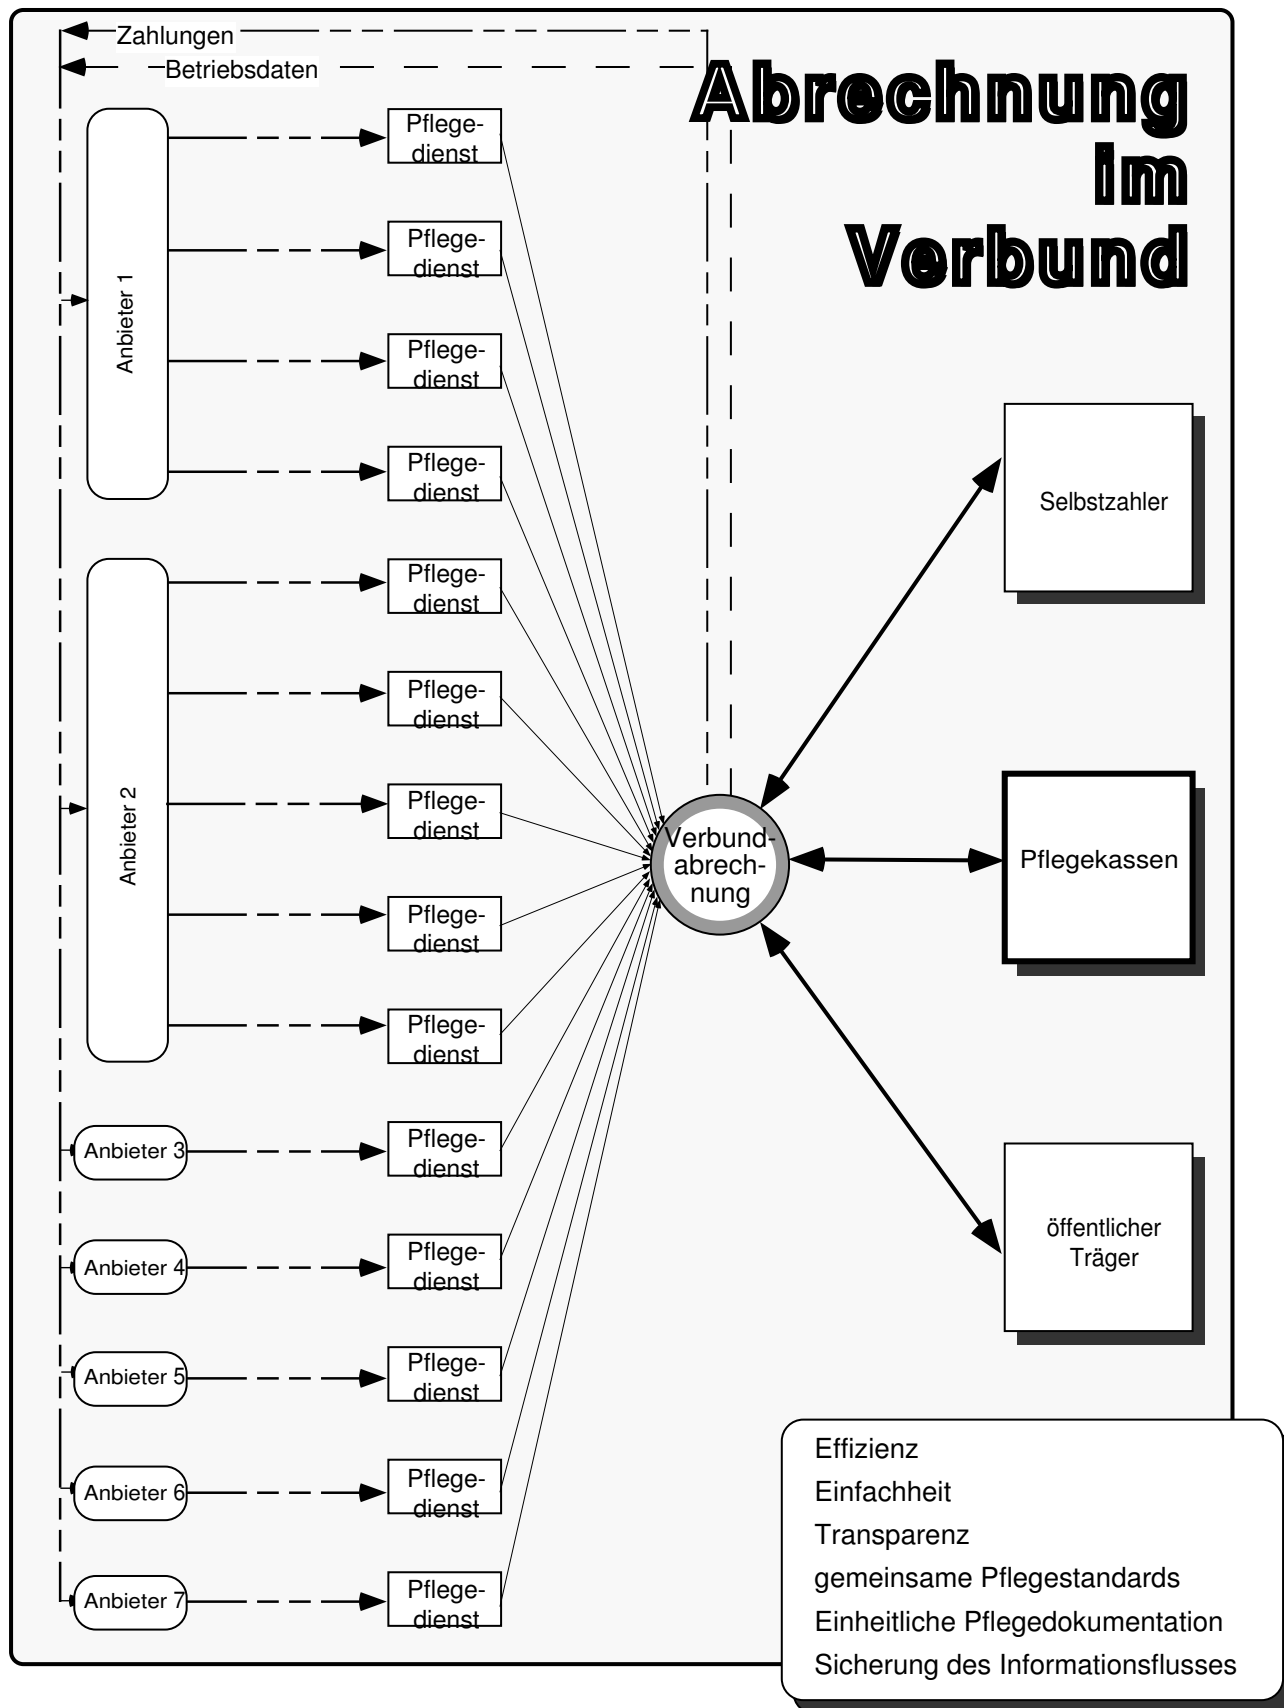 Zahlungen
Betriebsdaten
Abrechnung
im
Verbund
Anbieter 1
Pflege-
dienst
Pflege-
dienst
Pflege-
dienst
Pflege-
dienst
Anbieter 2
Pflege-
dienst
Pflege-
dienst
Pflege-
dienst
Pflege-
dienst
Pflege-
dienst
Anbieter 3
Pflege-
dienst
Anbieter 4
Pflege-
dienst
Anbieter 5
Pflege-
dienst
Anbieter 6
Pflege-
dienst
Anbieter 7
Pflege-
dienst
Verbund-
abrech-
nung
Selbstzahler
Pflegekassen
öffentlicher
Träger
Effizienz
Einfachheit
Transparenz
gemeinsame Pflegestandards
Einheitliche Pflegedokumentation
Sicherung des Informationsflusses